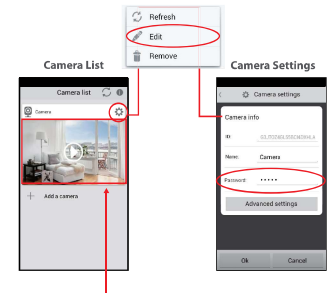 Refresh
Edit
Remove
Camera List
Camera Settings
Camera list
Camera
Add a camera
Camera settings
Camera info
ID:
Name: Camera
Password: •••••
Advanced settings
Ok Cancel